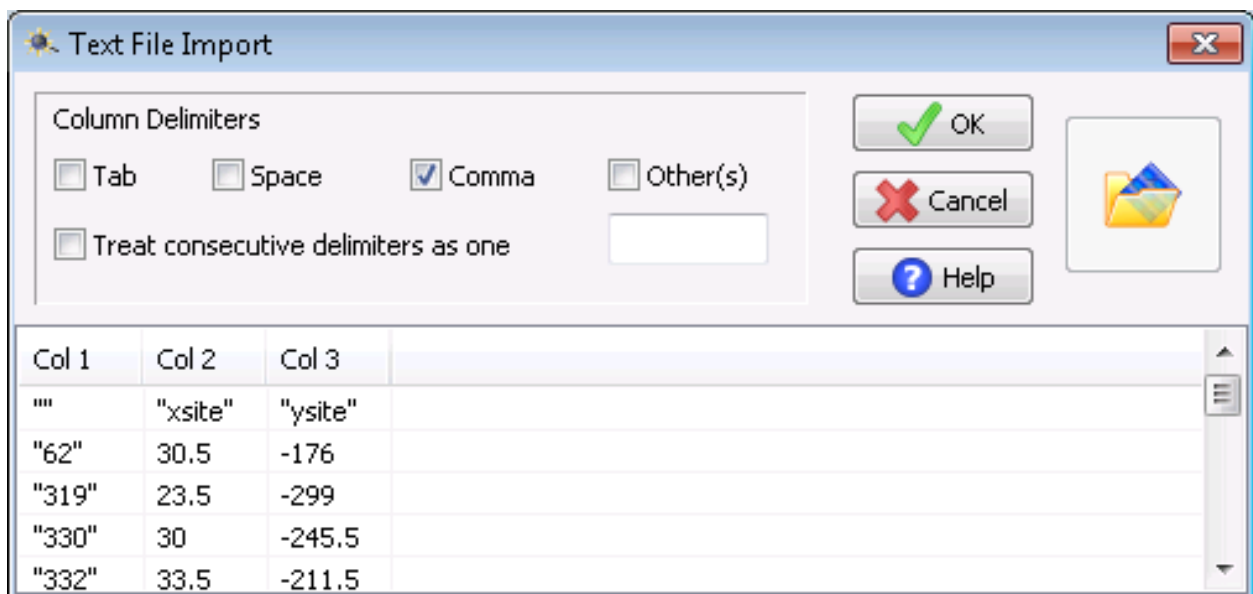 Text File Import
Column Delimiters
Tab Space Comma Other(s)
Treat consecutive delimiters as one
OK
Cancel
Help
Col 1 Col 2 Col 3
"" "xsite" "ysite"
"62" 30.5 -176
"319" 23.5 -299
"330" 30 -245.5
"332" 33.5 -211.5